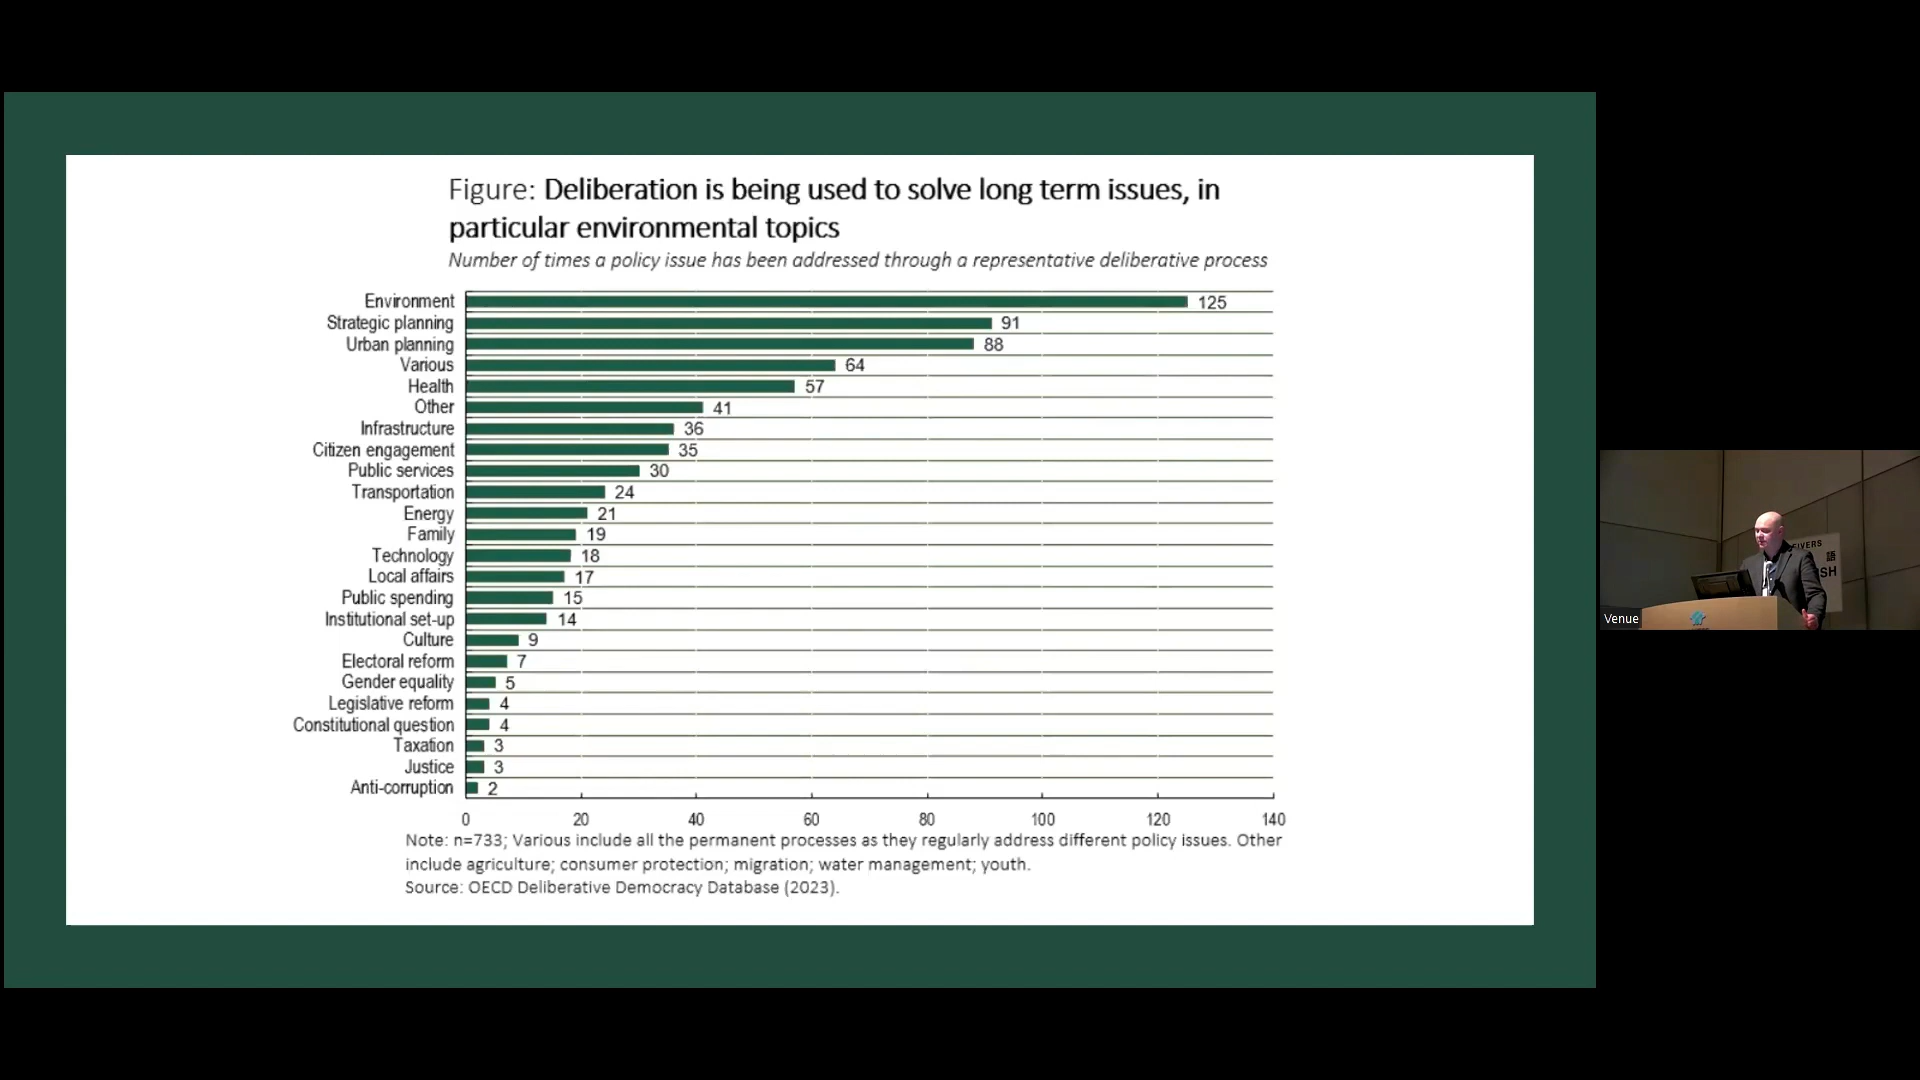 Figure: Deliberation is being used to solve long term issues, in
particular environmental topics
Number of times a policy issue has been addressed through a representative deliberative process
Environment 125
Strategic planning 91
Urban planning 88
Various 64
Health 57
Other 41
Infrastructure 36
Citizen engagement 35
Public services 30
Transportation 24
Energy 21
Family 19
Technology 18
Local affairs 17
Public spending 15
Institutional set-up 14
Culture 9
Electoral reform 7
Gender equality 5
Legislative reform 4
Constitutional question 4
Taxation 3
Justice 3
Anti-corruption 2
0 20 40 60 80 100 120 140
Note: n=733; Various include all the permanent processes as they regularly address different policy issues. Other
include agriculture; consumer protection; migration; water management; youth.
Source: OECD Deliberative Democracy Database (2023).
Venue